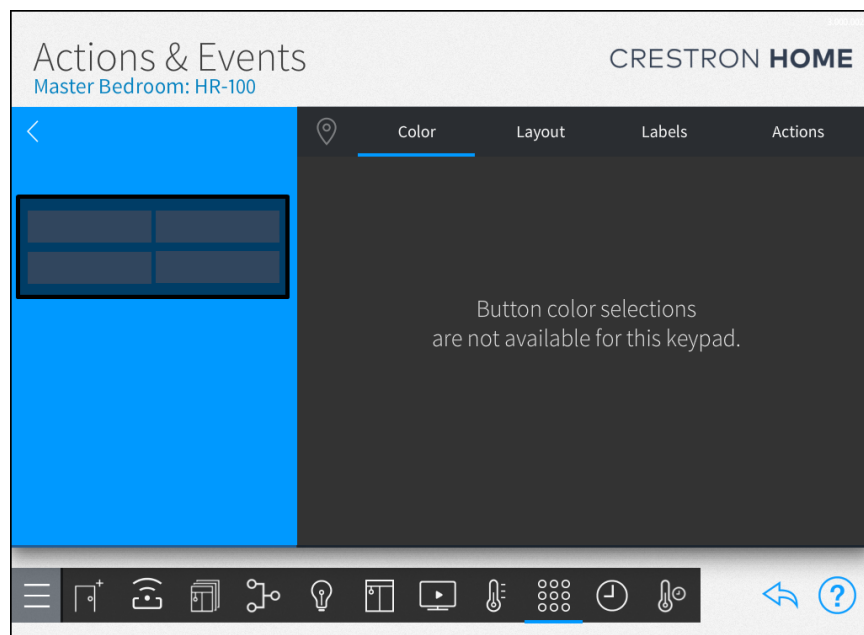 Actions & Events
CRESTRON HOME
Master Bedroom: HR-100
Color
Layout
Labels
Actions
Button color selections
are not available for this keypad.
?